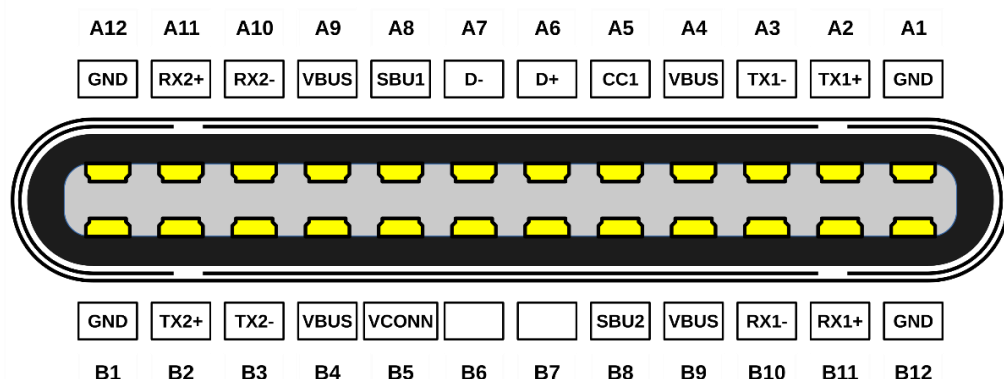 A12 A11 A10 A9 A8 A7 A6 A5 A4 A3 A2 A1
GND RX2+ RX2- VBUS SBU1 D- D+ CC1 VBUS TX1- TX1+ GND
GND TX2+ TX2- VBUS VCONN SBU2 VBUS RX1- RX1+ GND
B1 B2 B3 B4 B5 B6 B7 B8 B9 B10 B11 B12